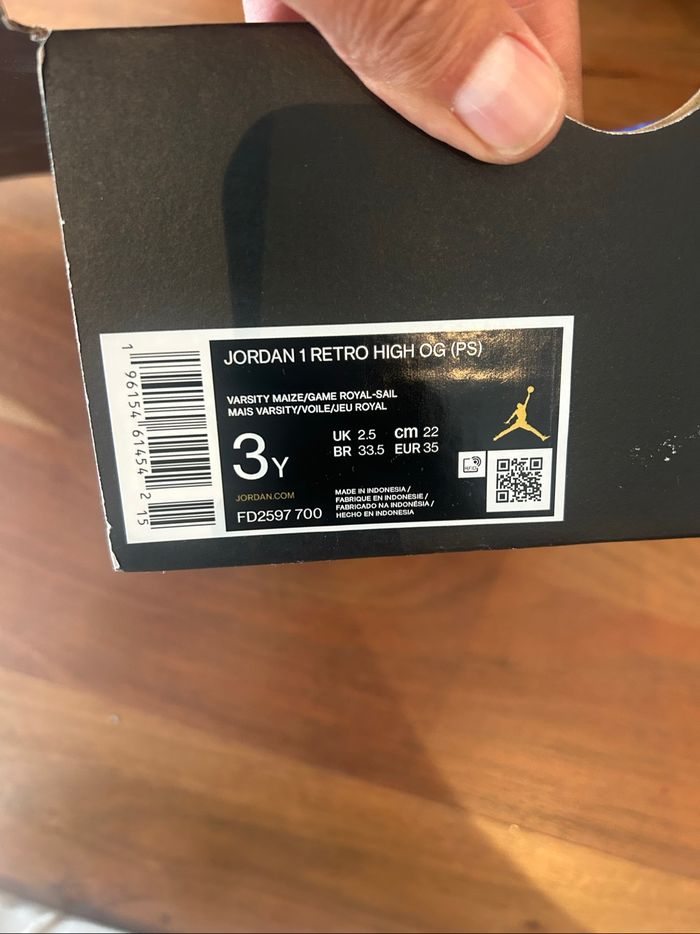 JORDAN 1 RETRO HIGH OG (PS)
VARSITY MAIZE/GAME ROYAL-SAIL
MAIS VARSITY/VOILE/JEU ROYAL
3Y
UK 2.5 cm 22
BR 33.5 EUR 35
JORDAN.COM
FD2597 700
MADE IN INDONESIA /
FABRIQUE EN INDONESIE /
FABRICADO NA INDONÉSIA /
HECHO EN INDONESIA
RFID
1 96154 61454 2 15